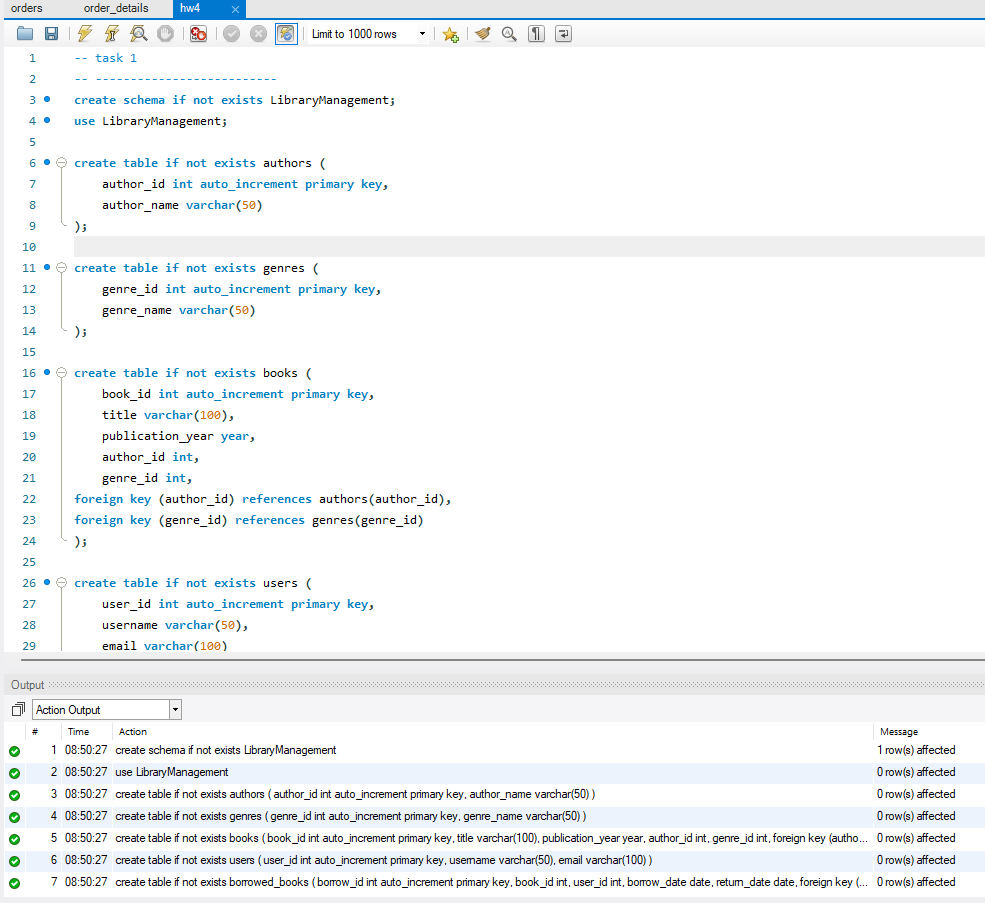 orders order_details hw4
Limit to 1000 rows
1 -- task 1
2 -- --------------------------
3 create schema if not exists LibraryManagement;
4 use LibraryManagement;
5
6 create table if not exists authors (
7 author_id int auto_increment primary key,
8 author_name varchar(50)
9 );
10
11 create table if not exists genres (
12 genre_id int auto_increment primary key,
13 genre_name varchar(50)
14 );
15
16 create table if not exists books (
17 book_id int auto_increment primary key,
18 title varchar(100),
19 publication_year year,
20 author_id int,
21 genre_id int,
22 foreign key (author_id) references authors(author_id),
23 foreign key (genre_id) references genres(genre_id)
24 );
25
26 create table if not exists users (
27 user_id int auto_increment primary key,
28 username varchar(50),
29 email varchar(100)
Output
Action Output
# Time Action Message
1 08:50:27 create schema if not exists LibraryManagement 1 row(s) affected
2 08:50:27 use LibraryManagement 0 row(s) affected
3 08:50:27 create table if not exists authors ( author_id int auto_increment primary key, author_name varchar(50) ) 0 row(s) affected
4 08:50:27 create table if not exists genres ( genre_id int auto_increment primary key, genre_name varchar(50) ) 0 row(s) affected
5 08:50:27 create table if not exists books ( book_id int auto_increment primary key, title varchar(100), publication_year year, author_id int, genre_id int, foreign key (autho... 0 row(s) affected
6 08:50:27 create table if not exists users ( user_id int auto_increment primary key, username varchar(50), email varchar(100) ) 0 row(s) affected
7 08:50:27 create table if not exists borrowed_books ( borrow_id int auto_increment primary key, book_id int, user_id int, borrow_date date, return_date date, foreign key (... 0 row(s) affected